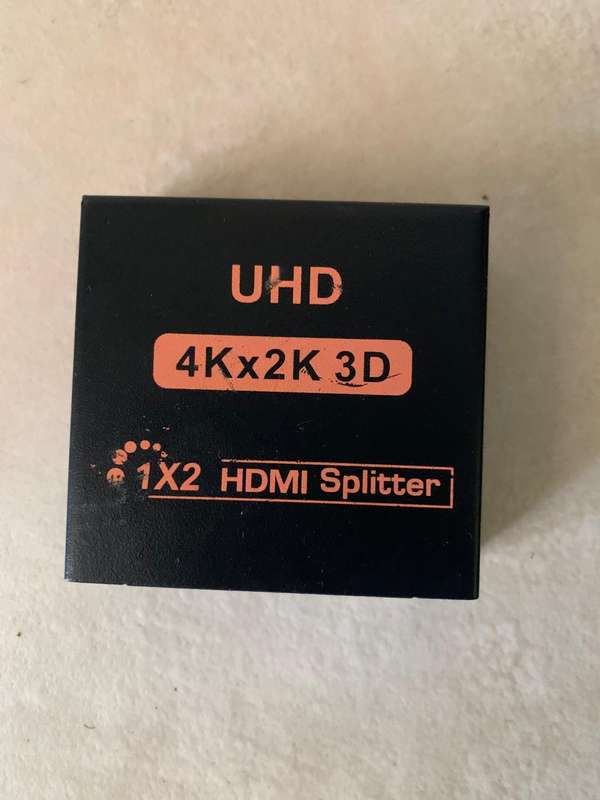 UHD
4Kx2K 3D
1X2 HDMI Splitter